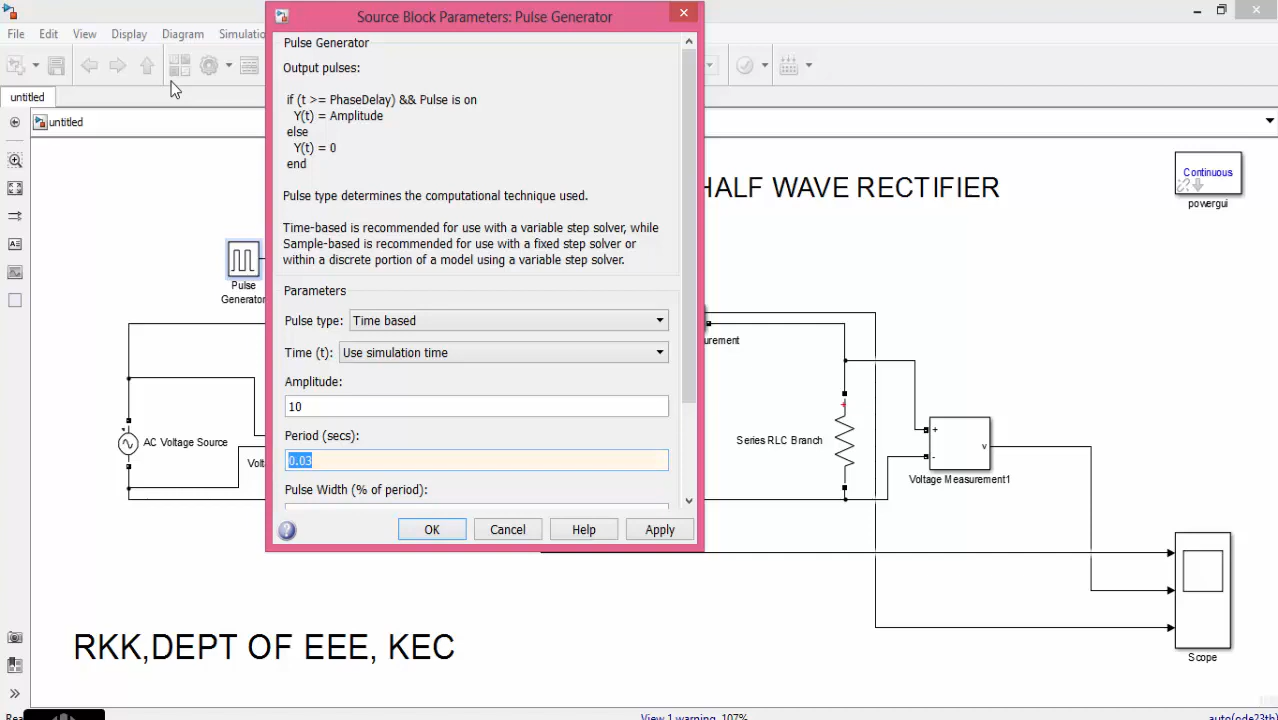 Source Block Parameters: Pulse Generator
File Edit View Display Diagram Simulatio
untitled
untitled
Pulse Generator
Output pulses:
if (t >= PhaseDelay) && Pulse is on
Y(t) = Amplitude
else
Y(t) = 0
end
Pulse type determines the computational technique used.
Time-based is recommended for use with a variable step solver, while
Sample-based is recommended for use with a fixed step solver or
within a discrete portion of a model using a variable step solver.
Parameters
Pulse type: Time based
Time (t): Use simulation time
Amplitude:
10
Period (secs):
0.03
Pulse Width (% of period):
OK Cancel Help Apply
HALF WAVE RECTIFIER
Continuous
powergui
Pulse
Generator
urement
AC Voltage Source
Volt
Series RLC Branch
+
+
-
v
Voltage Measurement1
Scope
RKK,DEPT OF EEE, KEC
View 1 warning 107%
auto(ode23tb)